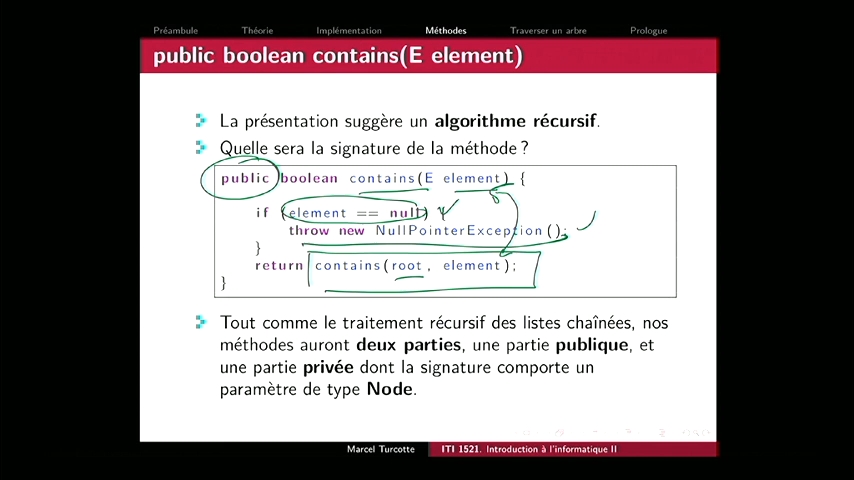 Préambule Théorie Implémentation Méthodes Traverser un arbre Prologue
public boolean contains(E element)
La présentation suggère un algorithme récursif.
Quelle sera la signature de la méthode ?
public boolean contains(E element) {
if (element == null) {
throw new NullPointerException();
}
return contains(root, element);
}
Tout comme le traitement récursif des listes chaînées, nos
méthodes auront deux parties, une partie publique, et
une partie privée dont la signature comporte un
paramètre de type Node.
Marcel Turcotte ITI 1521. Introduction à l'informatique II